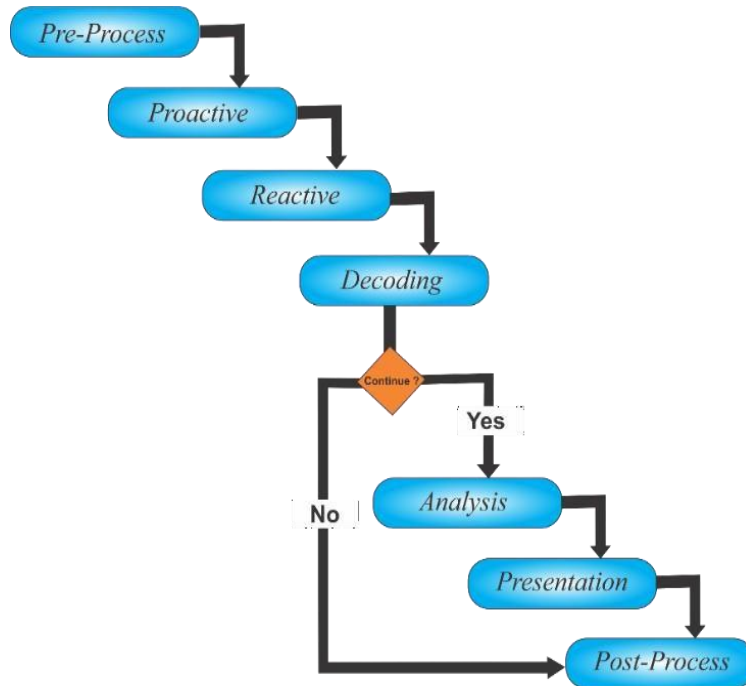 Pre-Process
Proactive
Reactive
Decoding
Continue ?
Yes
No
Analysis
Presentation
Post-Process